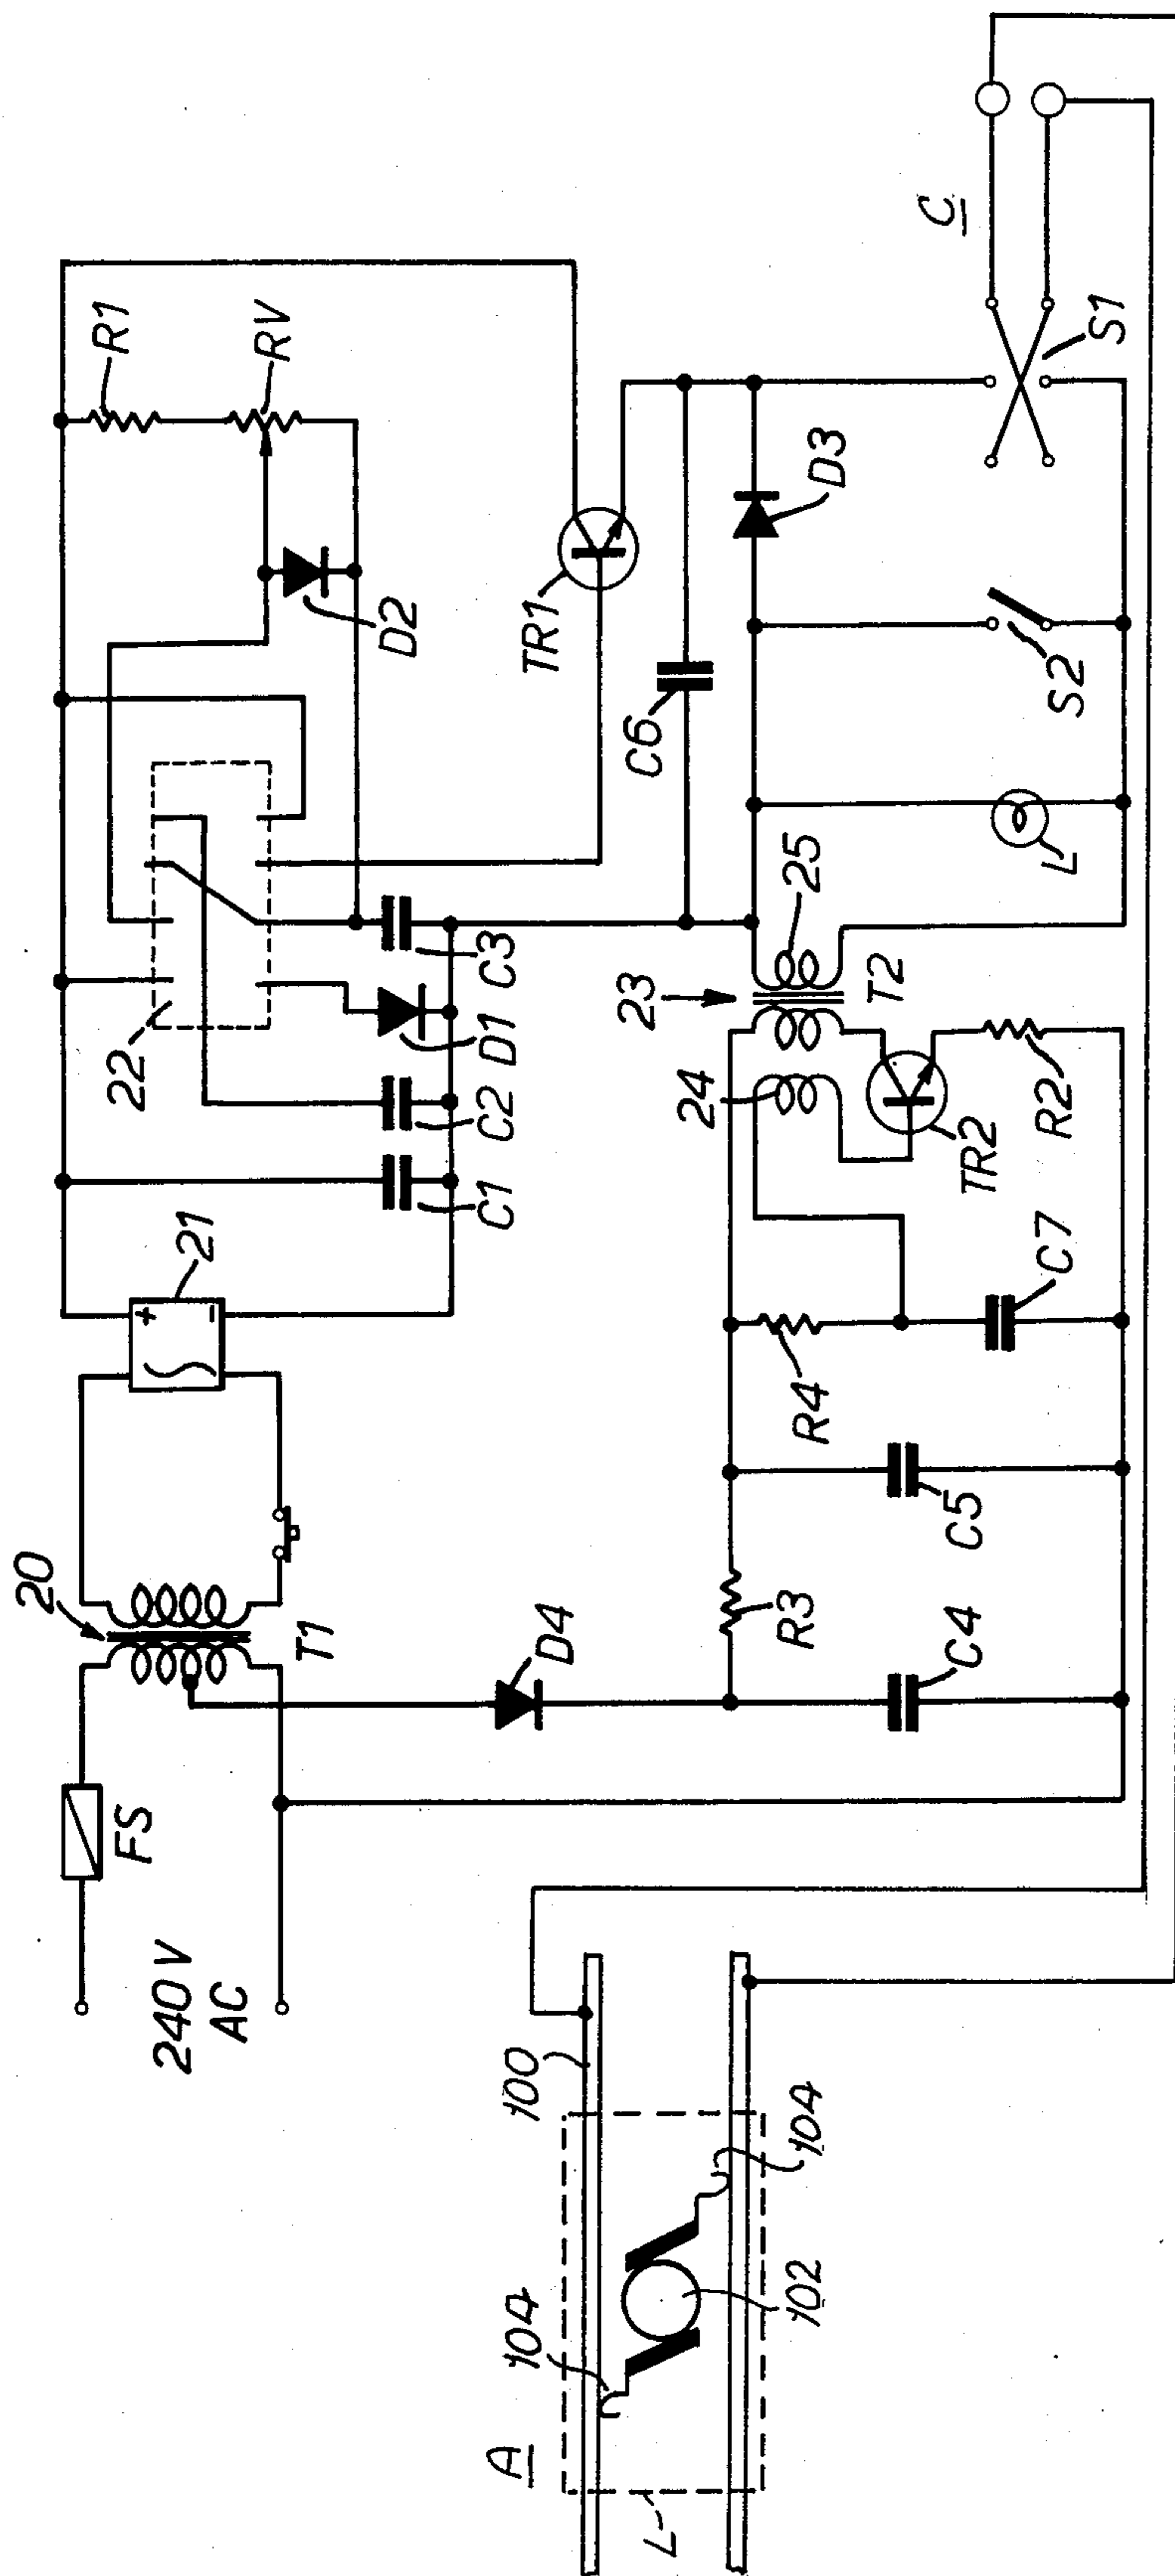 240 V
AC
FS
20
T1
21
+
−
C1
C2
D1
C3
22
D2
R1
RV
TR1
D4
C4
R3
C5
R4
C7
24
TR2
R2
23
T2
25
L
C6
S2
D3
S1
C
A
L
100
102
104
104